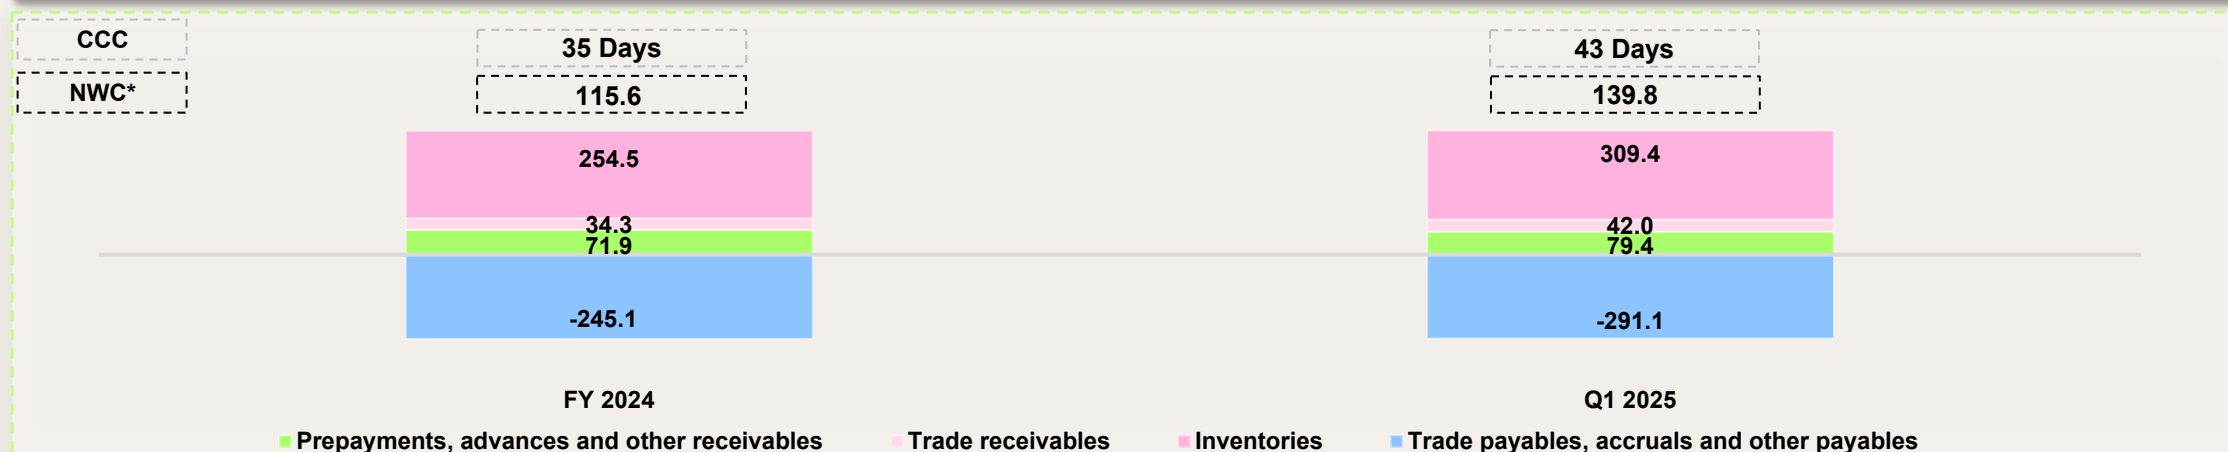 CCC 35 Days 43 Days
NWC* 115.6 139.8
254.5 309.4
34.3 42.0
71.9 79.4
-245.1 -291.1
FY 2024 Q1 2025
Prepayments, advances and other receivables Trade receivables Inventories Trade payables, accruals and other payables